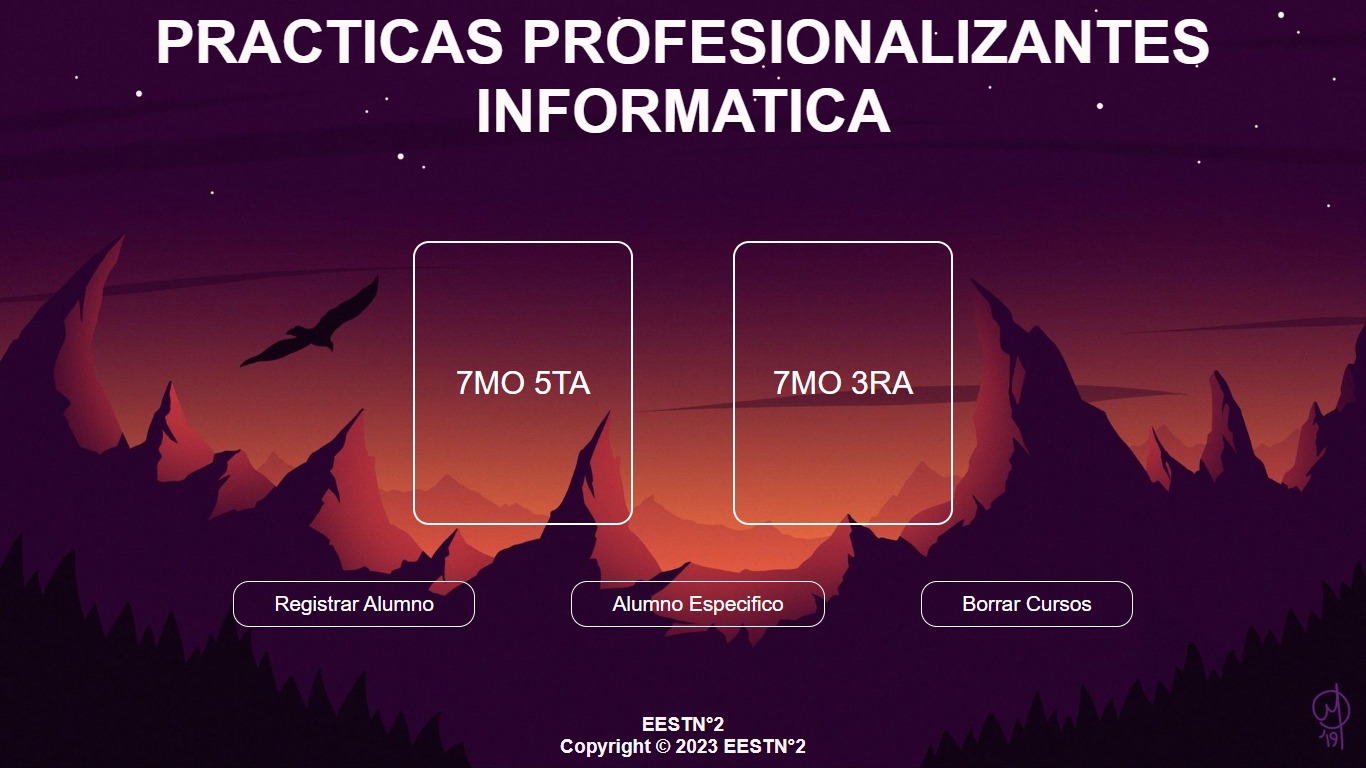 PRACTICAS PROFESIONALIZANTES
INFORMATICA
7MO 5TA
7MO 3RA
Registrar Alumno
Alumno Especifico
Borrar Cursos
EESTN°2
Copyright © 2023 EESTN°2